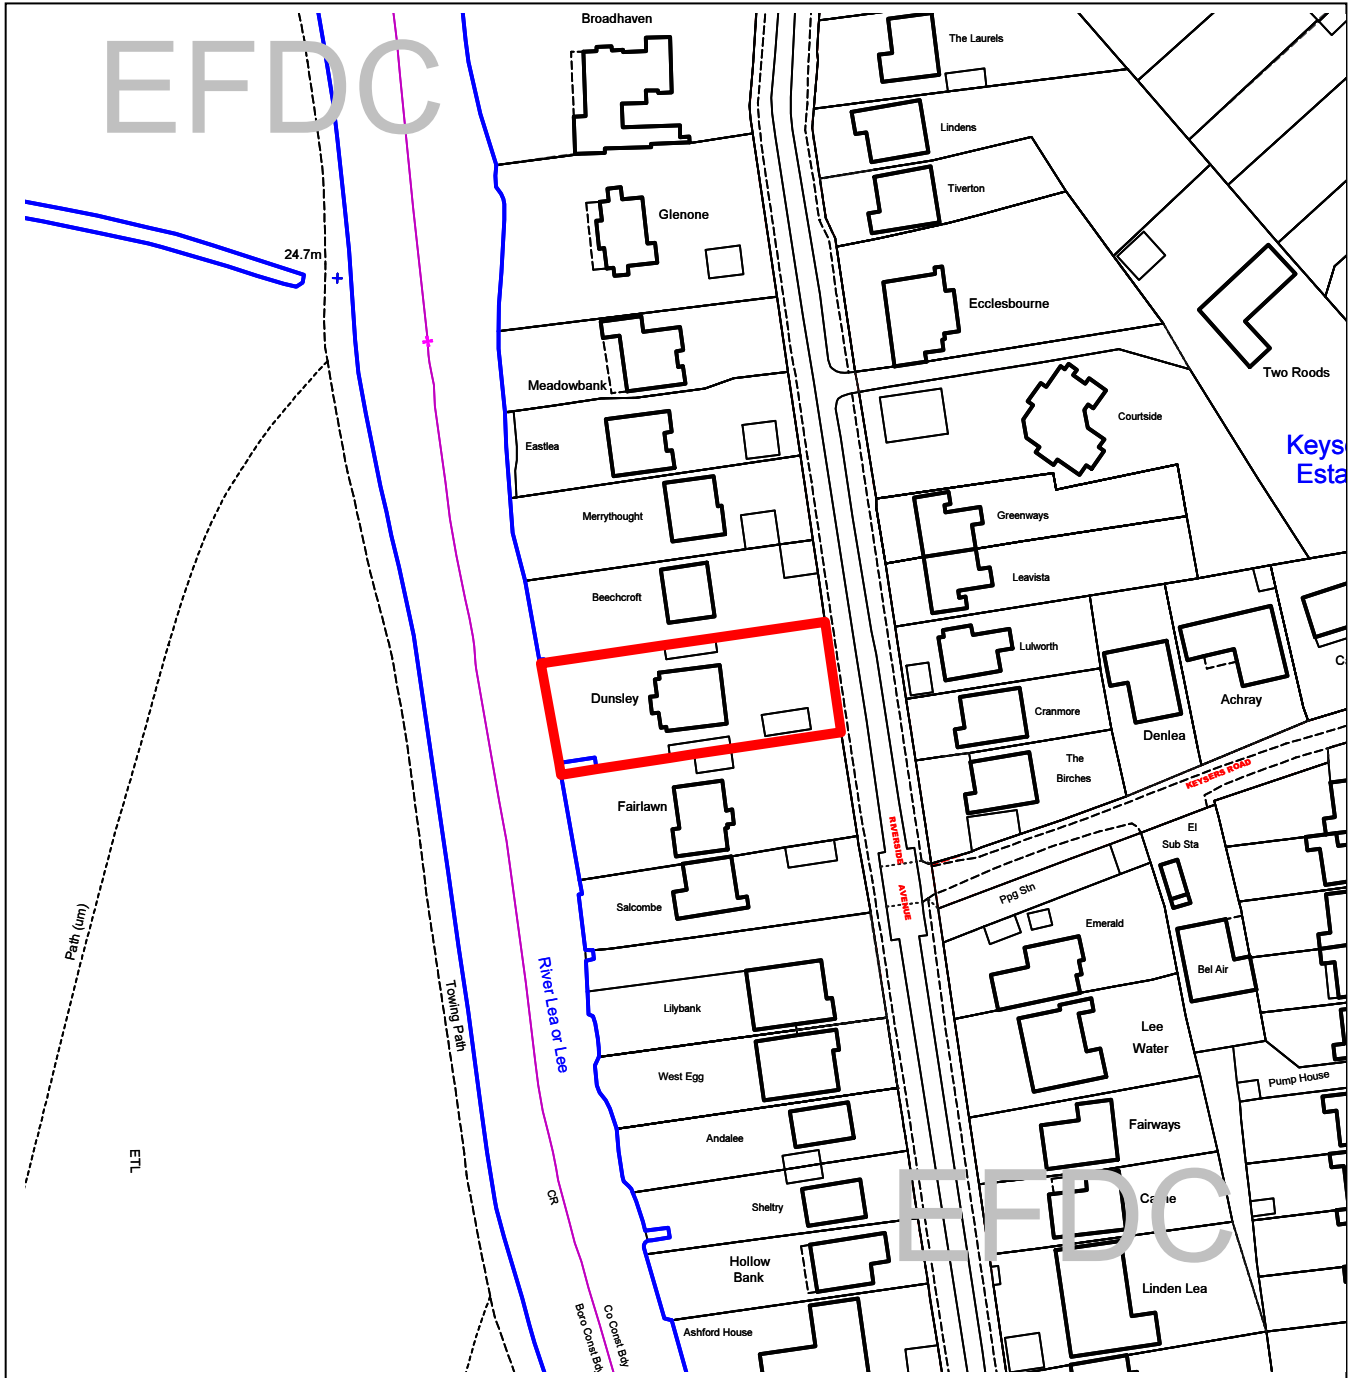 Broadhaven
The Laurels
EFDC
Lindens
Tiverton
Glenone
24.7m
Ecclesbourne
Two Roods
Meadowbank
Courtside
Eastlea
Merrythought
Greenways
Leavista
Beechcroft
Lulworth
Dunsley
Achray
Cranmore
Denlea
The
Birches
KEYSERS ROAD
Fairlawn
RIVERSIDE
AVENUE
El
Sub Sta
Salcombe
Ppg Stn
Emerald
Path (um)
Bel Air
River Lea or Lee
Towing Path
Lilybank
Lee
Water
West Egg
Pump House
Andalee
Fairways
ETL
CR
Sheltry
EFDC
Hollow
Bank
Linden Lea
Co Const Bdy
Boro Const Bdy
Ashford House